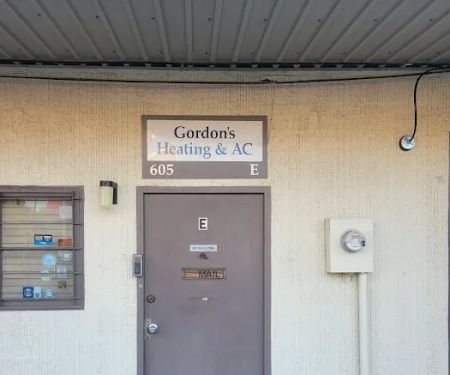 Gordon's
Heating & AC
605 E
E
MAIL